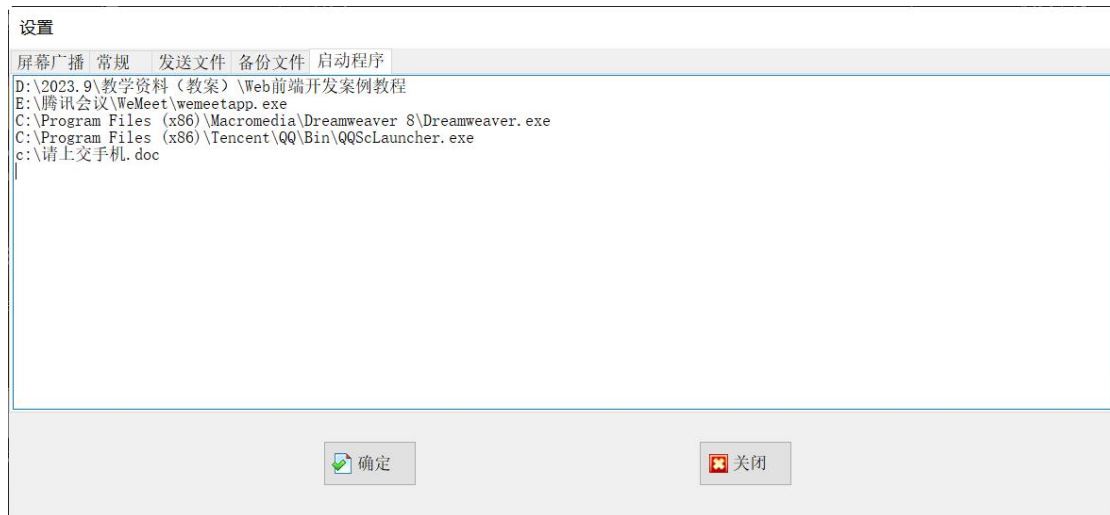 设置
屏幕广播 常规 发送文件 备份文件 启动程序
D:\2023.9\教学资料（教案）\Web前端开发案例教程
E:\腾讯会议\WeMeet\wemeetapp.exe
C:\Program Files (x86)\Macromedia\Dreamweaver 8\Dreamweaver.exe
C:\Program Files (x86)\Tencent\QQ\Bin\QQScLauncher.exe
c:\请上交手机.doc
确定 关闭